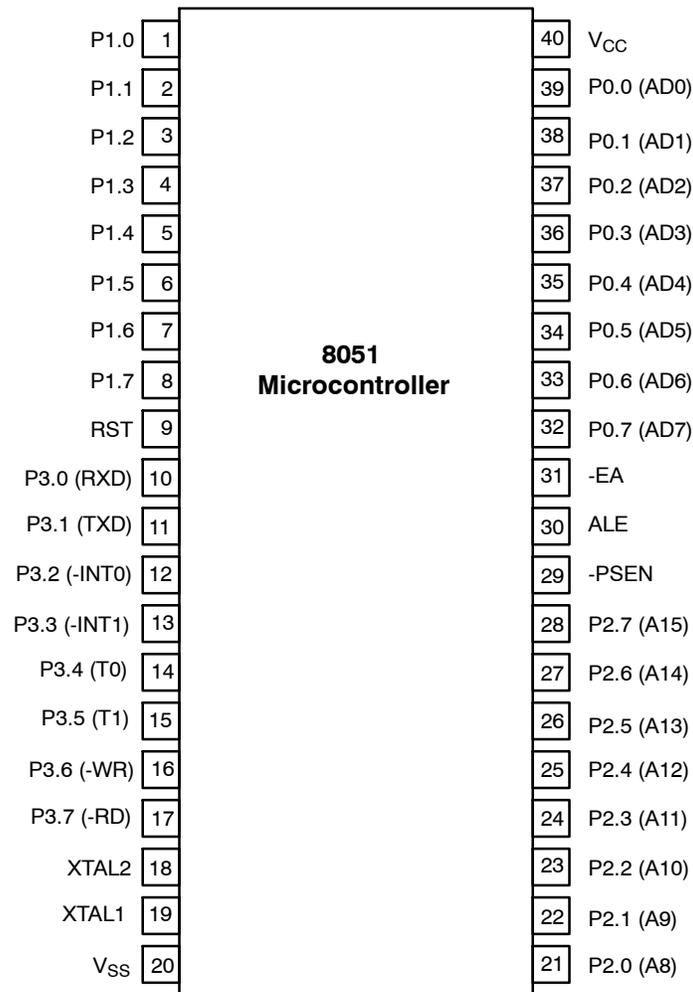 P1.0 1 40 VCC
P1.1 2 39 P0.0 (AD0)
P1.2 3 38 P0.1 (AD1)
P1.3 4 37 P0.2 (AD2)
P1.4 5 36 P0.3 (AD3)
P1.5 6 35 P0.4 (AD4)
P1.6 7 34 P0.5 (AD5)
8051
Microcontroller
P1.7 8 33 P0.6 (AD6)
RST 9 32 P0.7 (AD7)
P3.0 (RXD) 10 31 -EA
P3.1 (TXD) 11 30 ALE
P3.2 (-INT0) 12 29 -PSEN
P3.3 (-INT1) 13 28 P2.7 (A15)
P3.4 (T0) 14 27 P2.6 (A14)
P3.5 (T1) 15 26 P2.5 (A13)
P3.6 (-WR) 16 25 P2.4 (A12)
P3.7 (-RD) 17 24 P2.3 (A11)
XTAL2 18 23 P2.2 (A10)
XTAL1 19 22 P2.1 (A9)
VSS 20 21 P2.0 (A8)